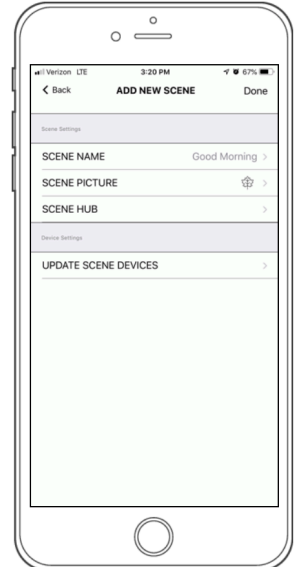 Verizon LTE 3:20 PM 67%
Back ADD NEW SCENE Done
Scene Settings
SCENE NAME Good Morning
SCENE PICTURE
SCENE HUB
Device Settings
UPDATE SCENE DEVICES